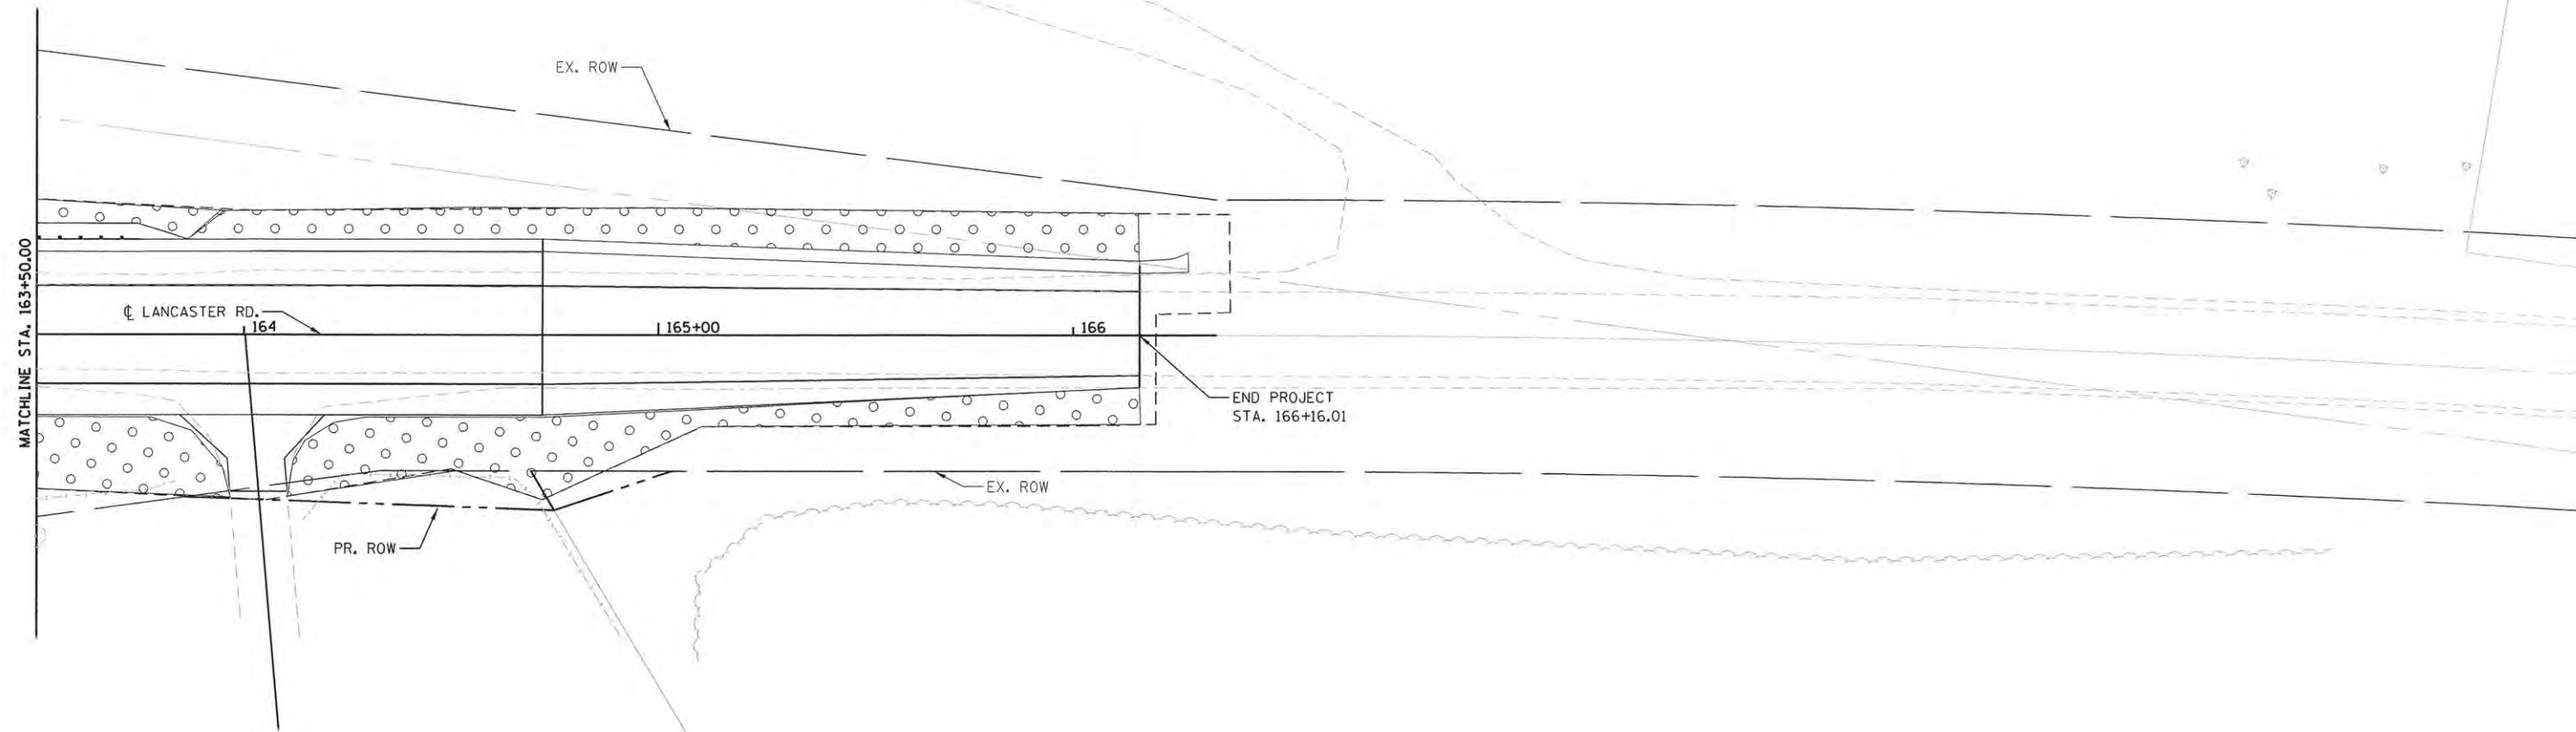 EX. ROW
MATCHLINE STA. 163+50.00
℄ LANCASTER RD.
164
165+00
166
END PROJECT
STA. 166+16.01
EX. ROW
PR. ROW